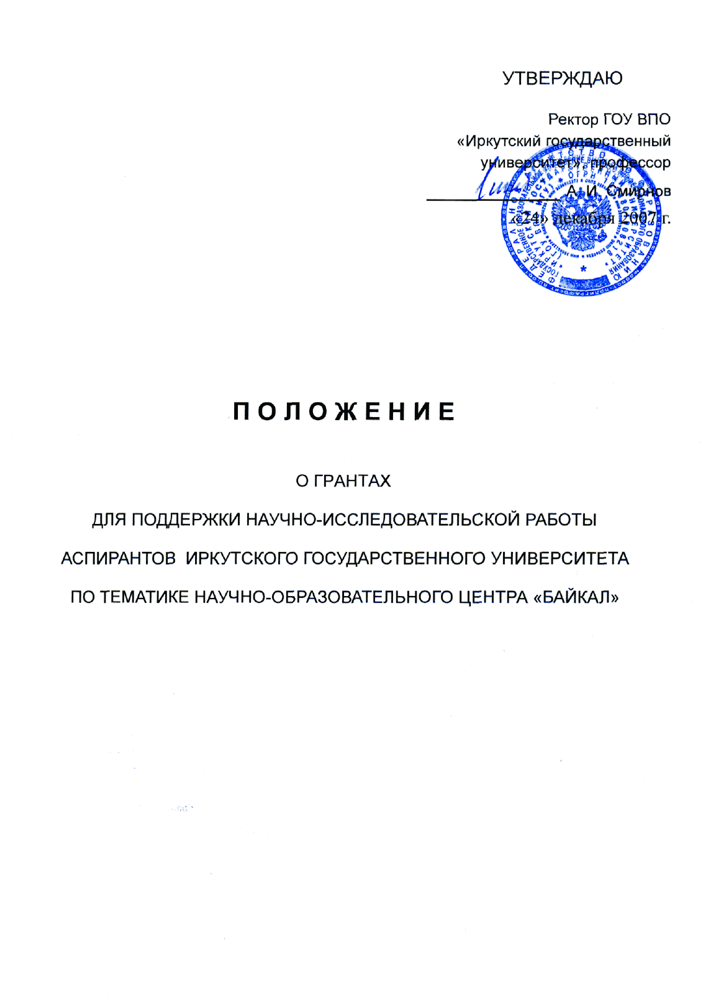 УТВЕРЖДАЮ
Ректор ГОУ ВПО
«Иркутский государственный
университет», профессор
А. И. Смирнов
«24» декабря 2007 г.
ПОЛОЖЕНИЕ
О ГРАНТАХ
ДЛЯ ПОДДЕРЖКИ НАУЧНО-ИССЛЕДОВАТЕЛЬСКОЙ РАБОТЫ
АСПИРАНТОВ ИРКУТСКОГО ГОСУДАРСТВЕННОГО УНИВЕРСИТЕТА
ПО ТЕМАТИКЕ НАУЧНО-ОБРАЗОВАТЕЛЬНОГО ЦЕНТРА «БАЙКАЛ»